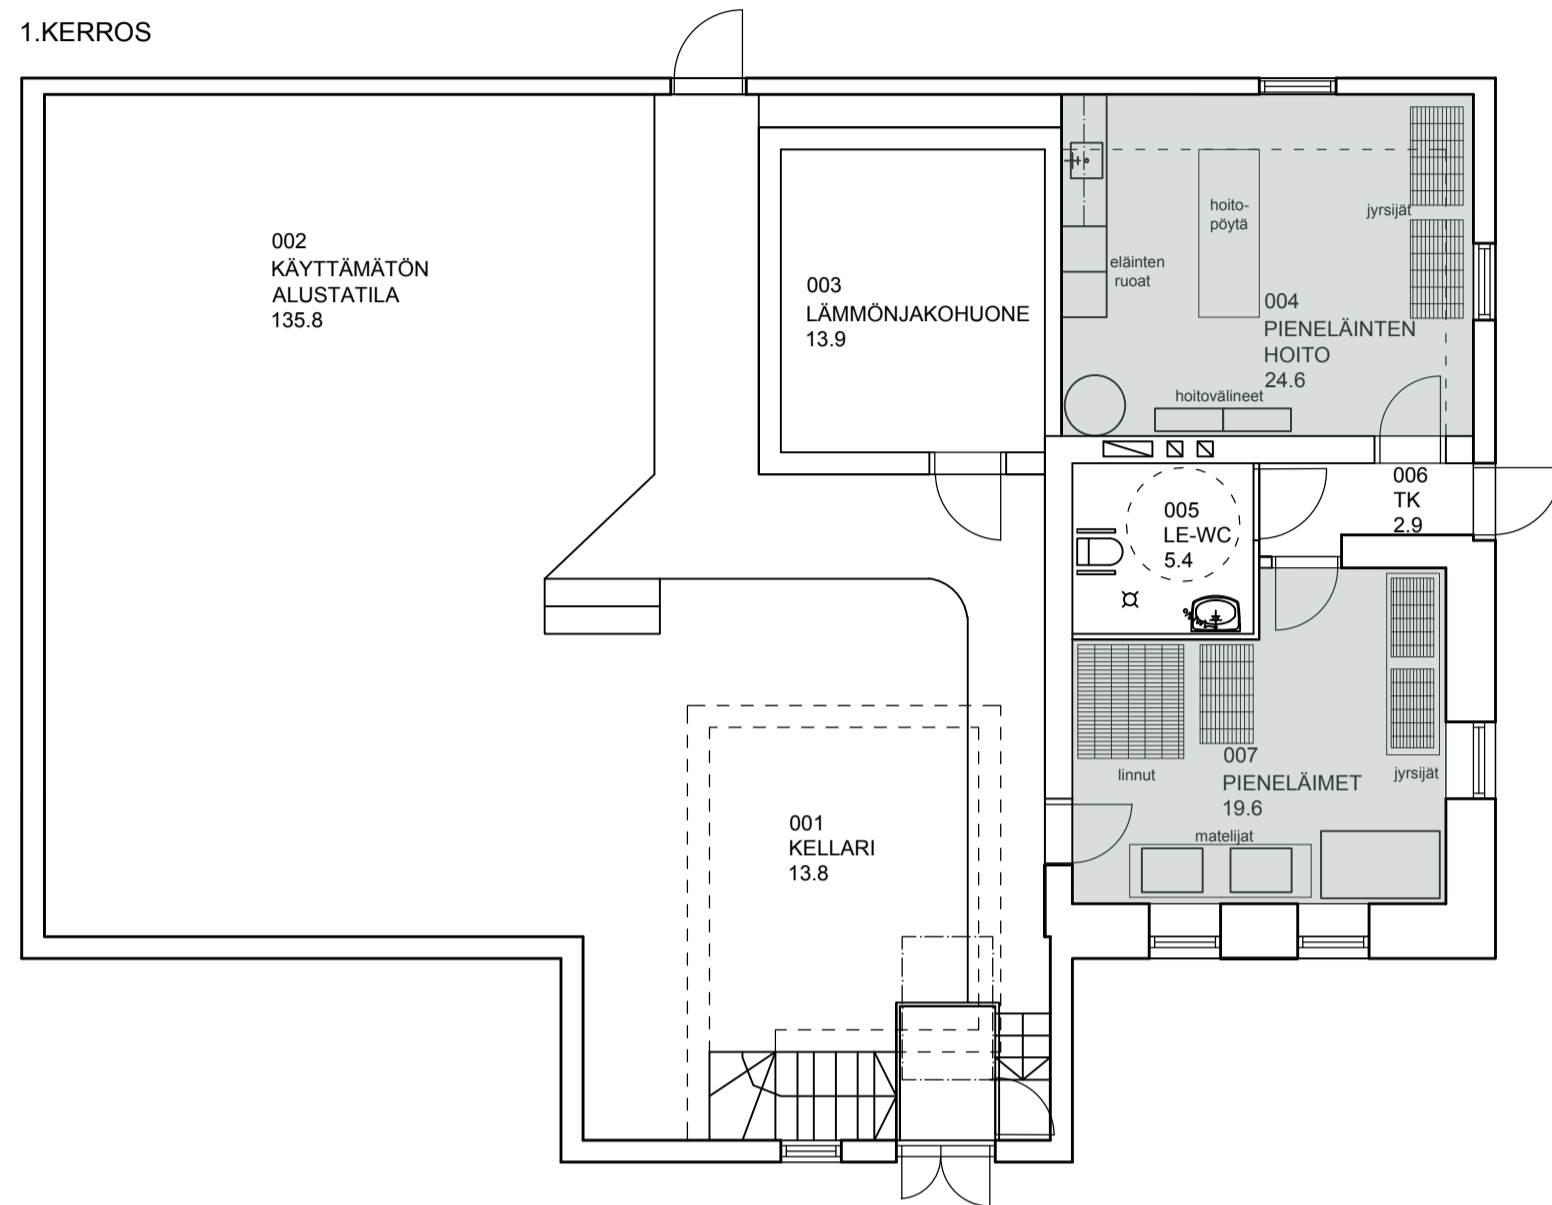 1.KERROS
002
KÄYTTÄMÄTÖN
ALUSTATILA
135.8
003
LÄMMÖNJAKOHUONE
13.9
hoito-
pöytä
jyrsijät
eläinten
ruoat
004
PIENELÄINTEN
HOITO
24.6
hoitovälineet
005
LE-WC
5.4
006
TK
2.9
linnut
007
PIENELÄIMET
19.6
jyrsijät
matelijat
001
KELLARI
13.8